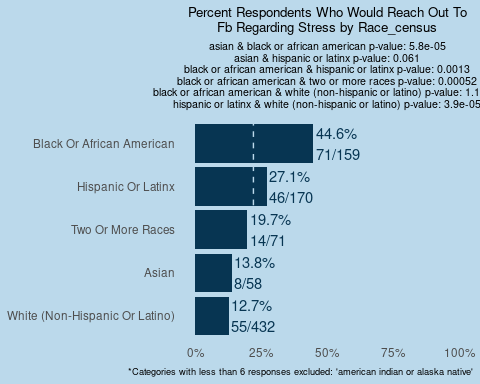 Percent Respondents Who Would Reach Out To
Fb Regarding Stress by Race_census
asian & black or african american p-value: 5.8e-05
asian & hispanic or latinx p-value: 0.061
black or african american & hispanic or latinx p-value: 0.0013
black or african american & two or more races p-value: 0.00052
black or african american & white (non-hispanic or latino) p-value: 1.1
hispanic or latinx & white (non-hispanic or latino) p-value: 3.9e-05
Black Or African American
44.6%
71/159
Hispanic Or Latinx
27.1%
46/170
Two Or More Races
19.7%
14/71
Asian
13.8%
8/58
White (Non-Hispanic Or Latino)
12.7%
55/432
0% 25% 50% 75% 100%
*Categories with less than 6 responses excluded: 'american indian or alaska native'